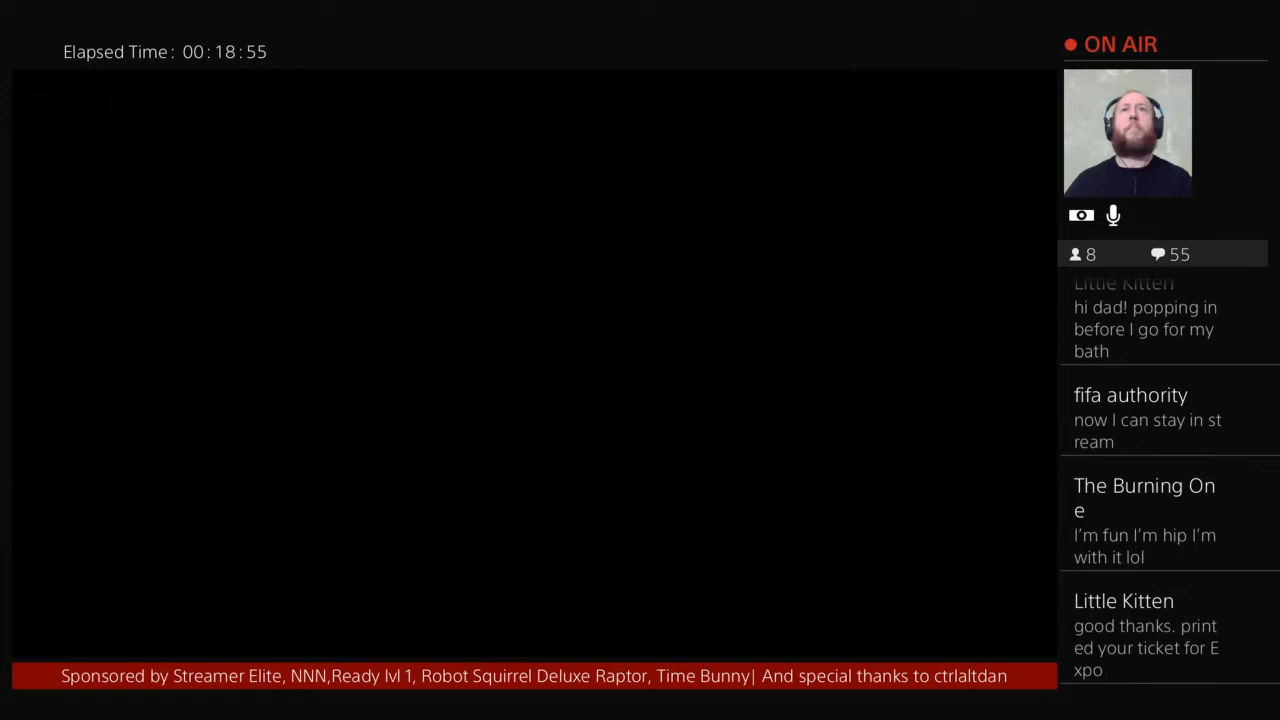 Elapsed Time: 00:18:55
ON AIR
8 55
Little Kitten
hi dad! popping in
before I go for my
bath
fifa authority
now I can stay in st
ream
The Burning On
e
I'm fun I'm hip I'm
with it lol
Little Kitten
good thanks. print
ed your ticket for E
xpo
Sponsored by Streamer Elite, NNN,Ready lvl 1, Robot Squirrel Deluxe Raptor, Time Bunny| And special thanks to ctrlaltdan